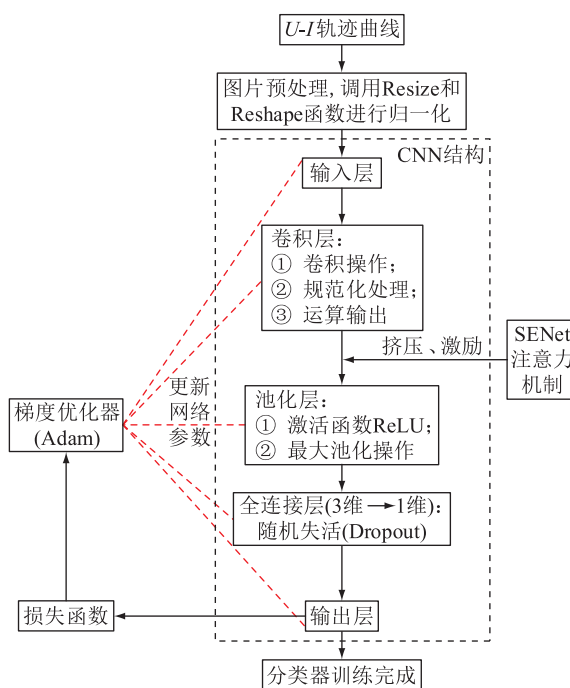 U-I轨迹曲线
图片预处理,调用Resize和
Reshape函数进行归一化
CNN结构
输入层
卷积层:
① 卷积操作;
② 规范化处理;
③ 运算输出
挤压、激励
SENet
注意力
机制
更新
网络
参数
梯度优化器
(Adam)
池化层:
① 激活函数ReLU;
② 最大池化操作
全连接层(3维→1维):
随机失活(Dropout)
损失函数
输出层
分类器训练完成